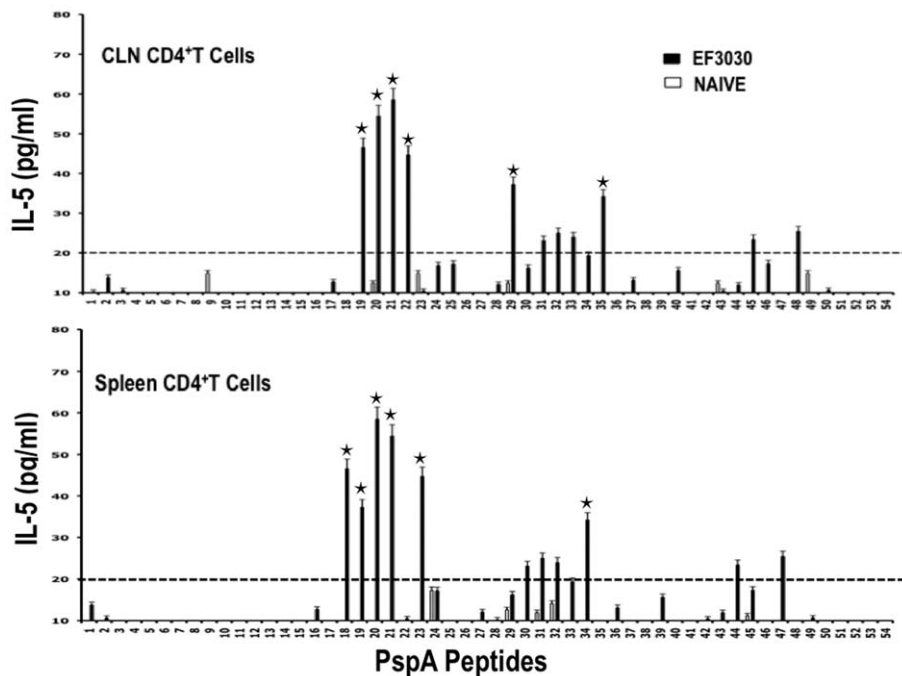 80
70
60
50
40
30
20
10
IL-5 (pg/ml)
CLN CD4⁺T Cells
EF3030
NAIVE
1 2 3 4 5 6 7 8 9 10 11 12 13 14 15 16 17 18 19 20 21 22 23 24 25 26 27 28 29 30 31 32 33 34 35 36 37 38 39 40 41 42 43 44 45 46 47 48 49 50 51 52 53 54
80
70
60
50
40
30
20
10
IL-5 (pg/ml)
Spleen CD4⁺T Cells
1 2 3 4 5 6 7 8 9 10 11 12 13 14 15 16 17 18 19 20 21 22 23 24 25 26 27 28 29 30 31 32 33 34 35 36 37 38 39 40 41 42 43 44 45 46 47 48 49 50 51 52 53 54
PspA Peptides